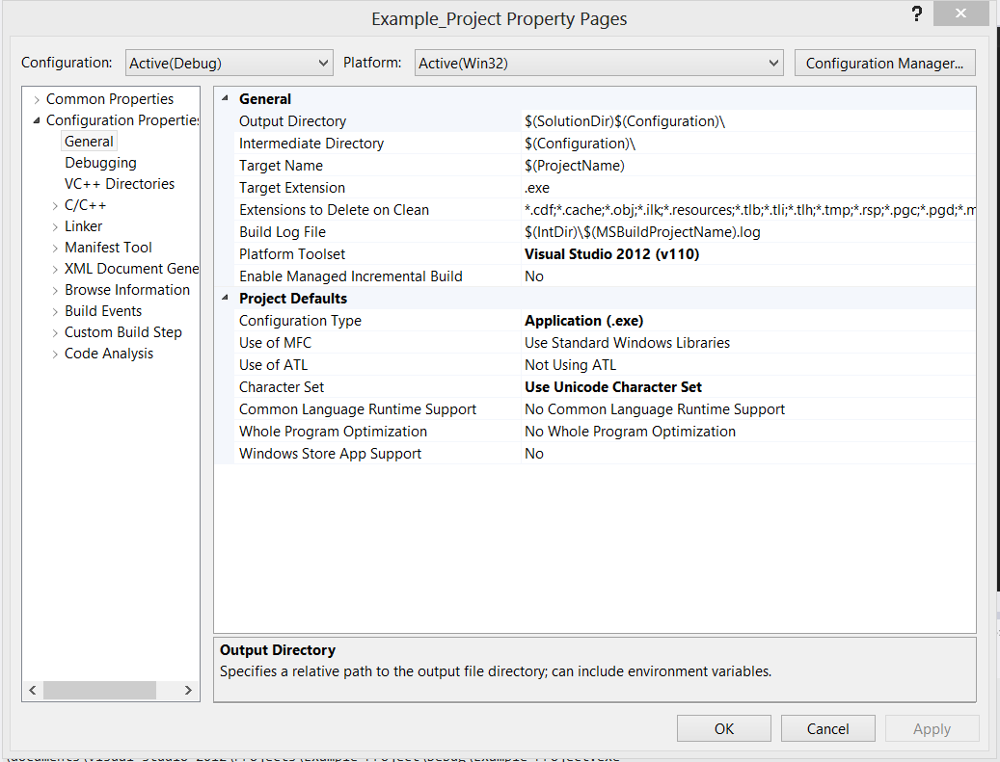 Example_Project Property Pages
?
Configuration: Active(Debug) Platform: Active(Win32) Configuration Manager...
Common Properties
Configuration Propertie
General
Debugging
VC++ Directories
C/C++
Linker
Manifest Tool
XML Document Gene
Browse Information
Build Events
Custom Build Step
Code Analysis
General
Output Directory $(SolutionDir)$(Configuration)\
Intermediate Directory $(Configuration)\
Target Name $(ProjectName)
Target Extension .exe
Extensions to Delete on Clean *.cdf;*.cache;*.obj;*.ilk;*.resources;*.tlb;*.tli;*.tlh;*.tmp;*.rsp;*.pgc;*.pgd;*.m
Build Log File $(IntDir)\$(MSBuildProjectName).log
Platform Toolset Visual Studio 2012 (v110)
Enable Managed Incremental Build No
Project Defaults
Configuration Type Application (.exe)
Use of MFC Use Standard Windows Libraries
Use of ATL Not Using ATL
Character Set Use Unicode Character Set
Common Language Runtime Support No Common Language Runtime Support
Whole Program Optimization No Whole Program Optimization
Windows Store App Support No
Output Directory
Specifies a relative path to the output file directory; can include environment variables.
OK Cancel Apply